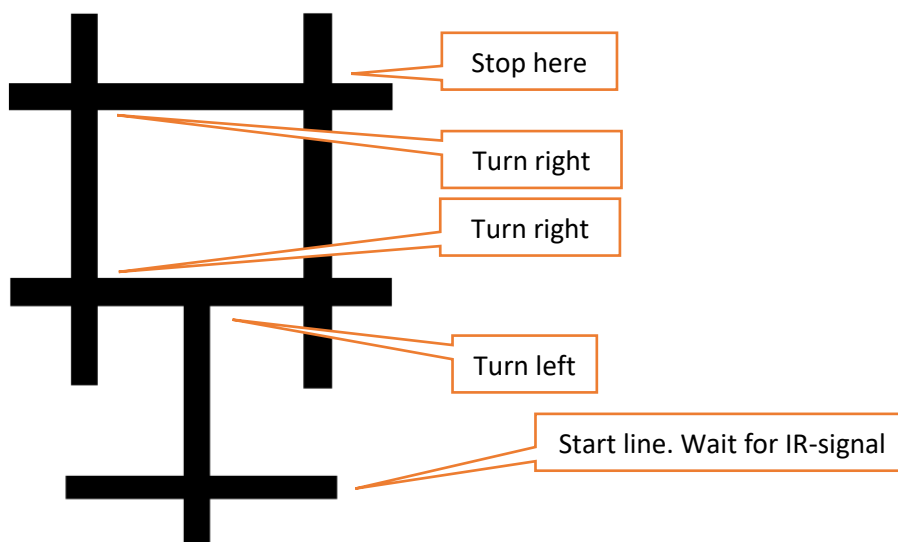 Stop here
Turn right
Turn right
Turn left
Start line. Wait for IR-signal